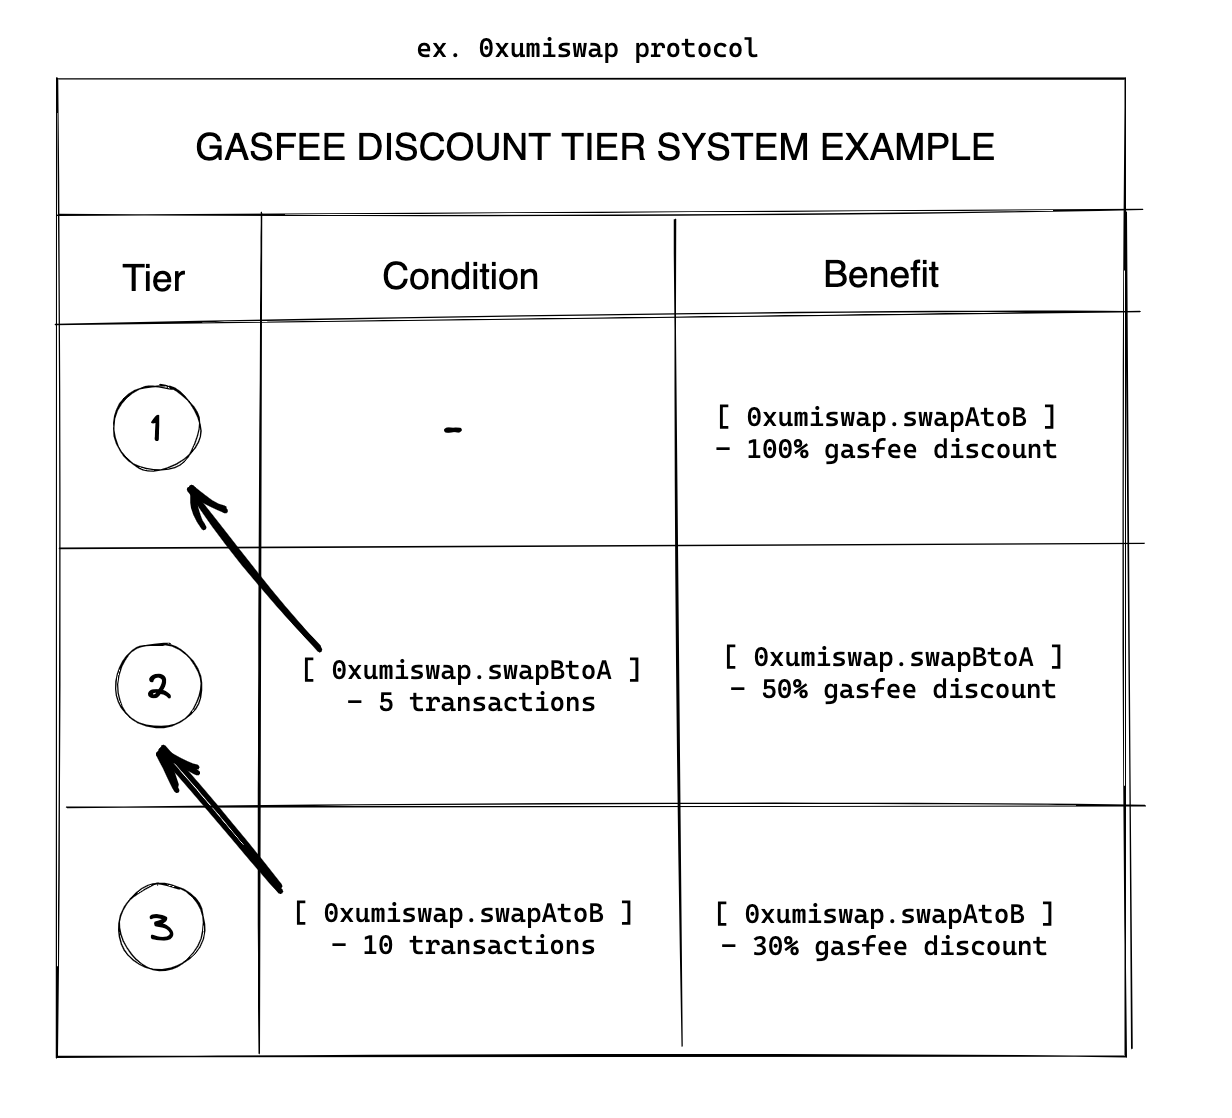 ex. 0xumiswap protocol
GASFEE DISCOUNT TIER SYSTEM EXAMPLE
Tier
Condition
Benefit
1
-
[ 0xumiswap.swapAtoB ]
- 100% gasfee discount
2
[ 0xumiswap.swapBtoA ]
- 5 transactions
[ 0xumiswap.swapBtoA ]
- 50% gasfee discount
3
[ 0xumiswap.swapAtoB ]
- 10 transactions
[ 0xumiswap.swapAtoB ]
- 30% gasfee discount